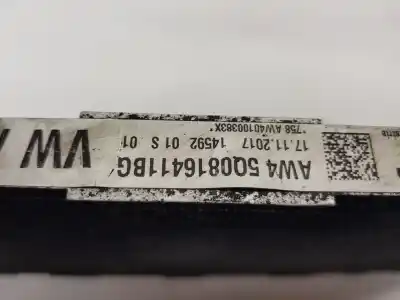 VW
AW4 5Q0816411BG
17.11.2017 14592 01 S 01
*758 AW40100383X*